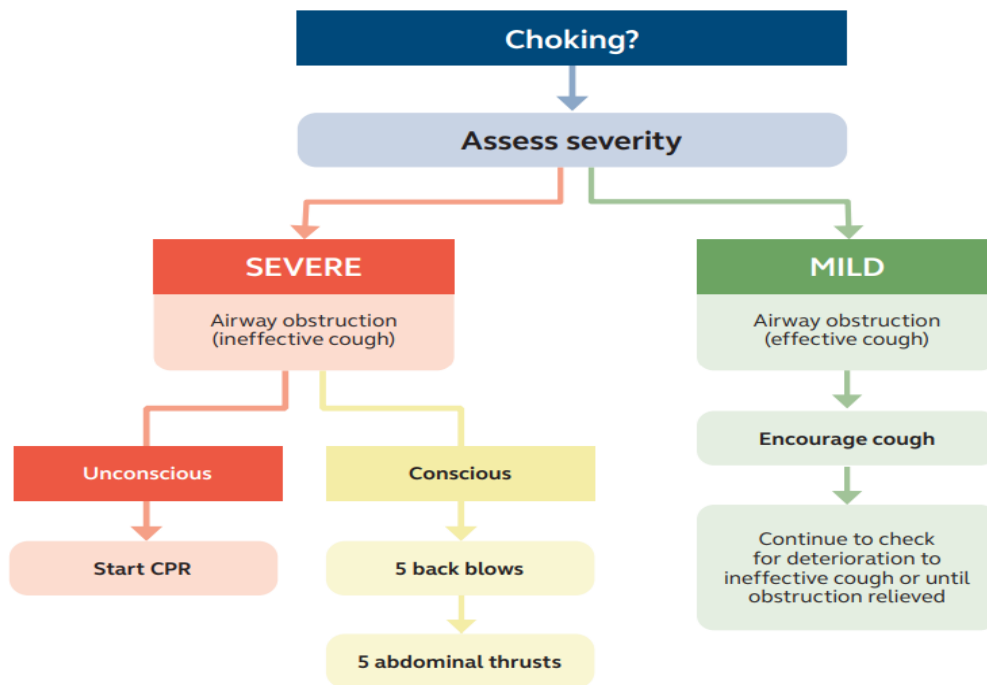 Choking?
Assess severity
SEVERE
Airway obstruction
(ineffective cough)
Unconscious
Start CPR
Conscious
5 back blows
5 abdominal thrusts
MILD
Airway obstruction
(effective cough)
Encourage cough
Continue to check
for deterioration to
ineffective cough or until
obstruction relieved